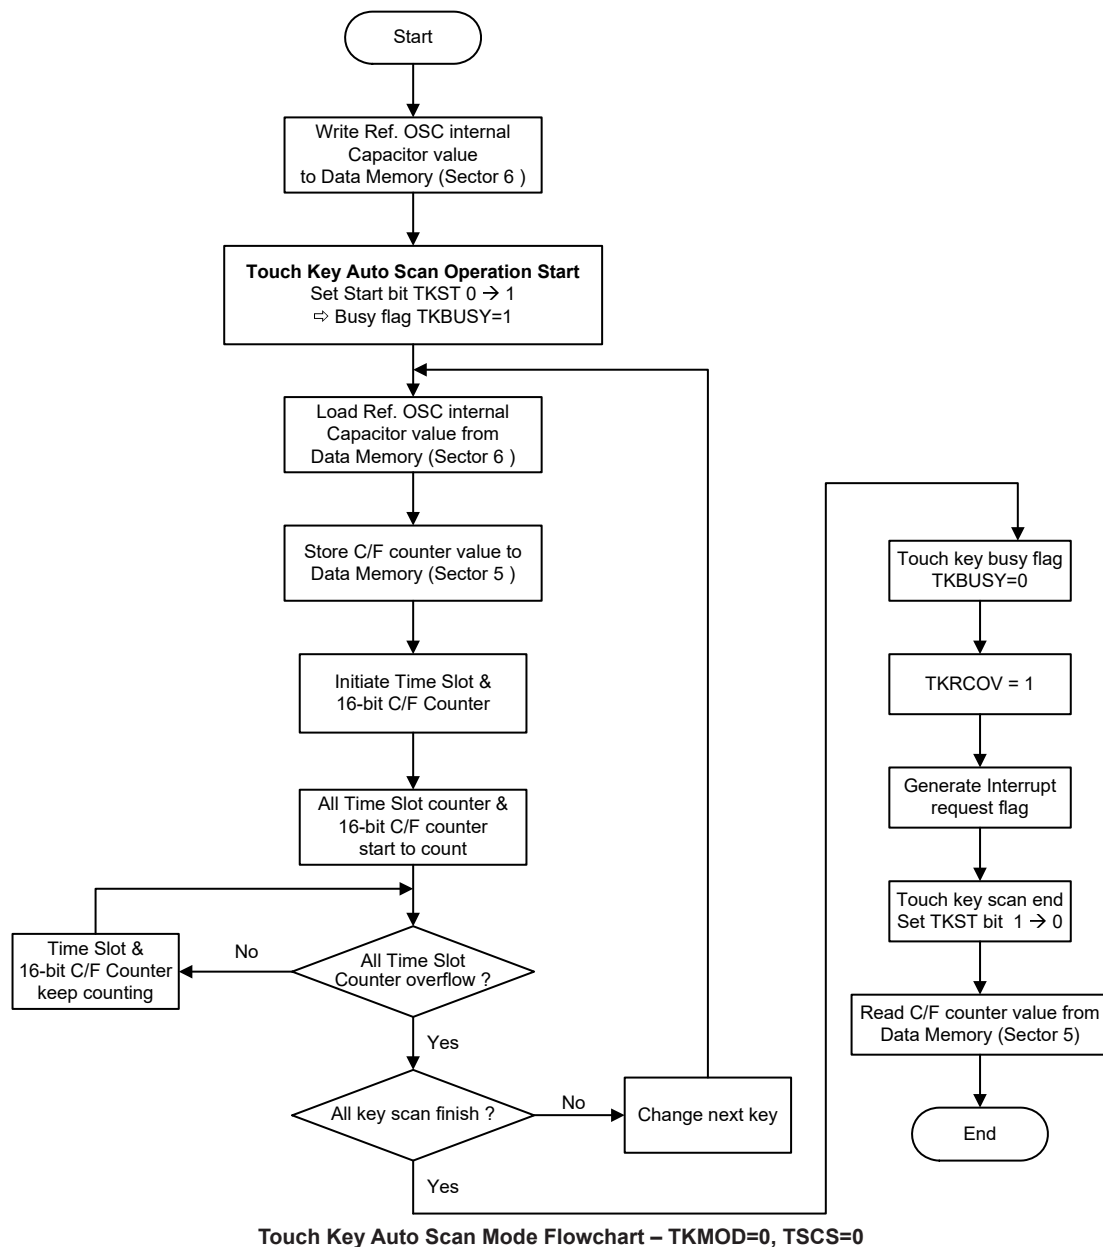 Start
Write Ref. OSC internal
Capacitor value
to Data Memory (Sector 6 )
Touch Key Auto Scan Operation Start
Set Start bit TKST 0 → 1
⇨ Busy flag TKBUSY=1
Load Ref. OSC internal
Capacitor value from
Data Memory (Sector 6 )
Store C/F counter value to
Data Memory (Sector 5 )
Initiate Time Slot &
16-bit C/F Counter
All Time Slot counter &
16-bit C/F counter
start to count
Time Slot &
16-bit C/F Counter
keep counting
No
All Time Slot
Counter overflow ?
Yes
All key scan finish ?
No
Change next key
Yes
Touch key busy flag
TKBUSY=0
TKRCOV = 1
Generate Interrupt
request flag
Touch key scan end
Set TKST bit 1 → 0
Read C/F counter value from
Data Memory (Sector 5)
End
Touch Key Auto Scan Mode Flowchart – TKMOD=0, TSCS=0